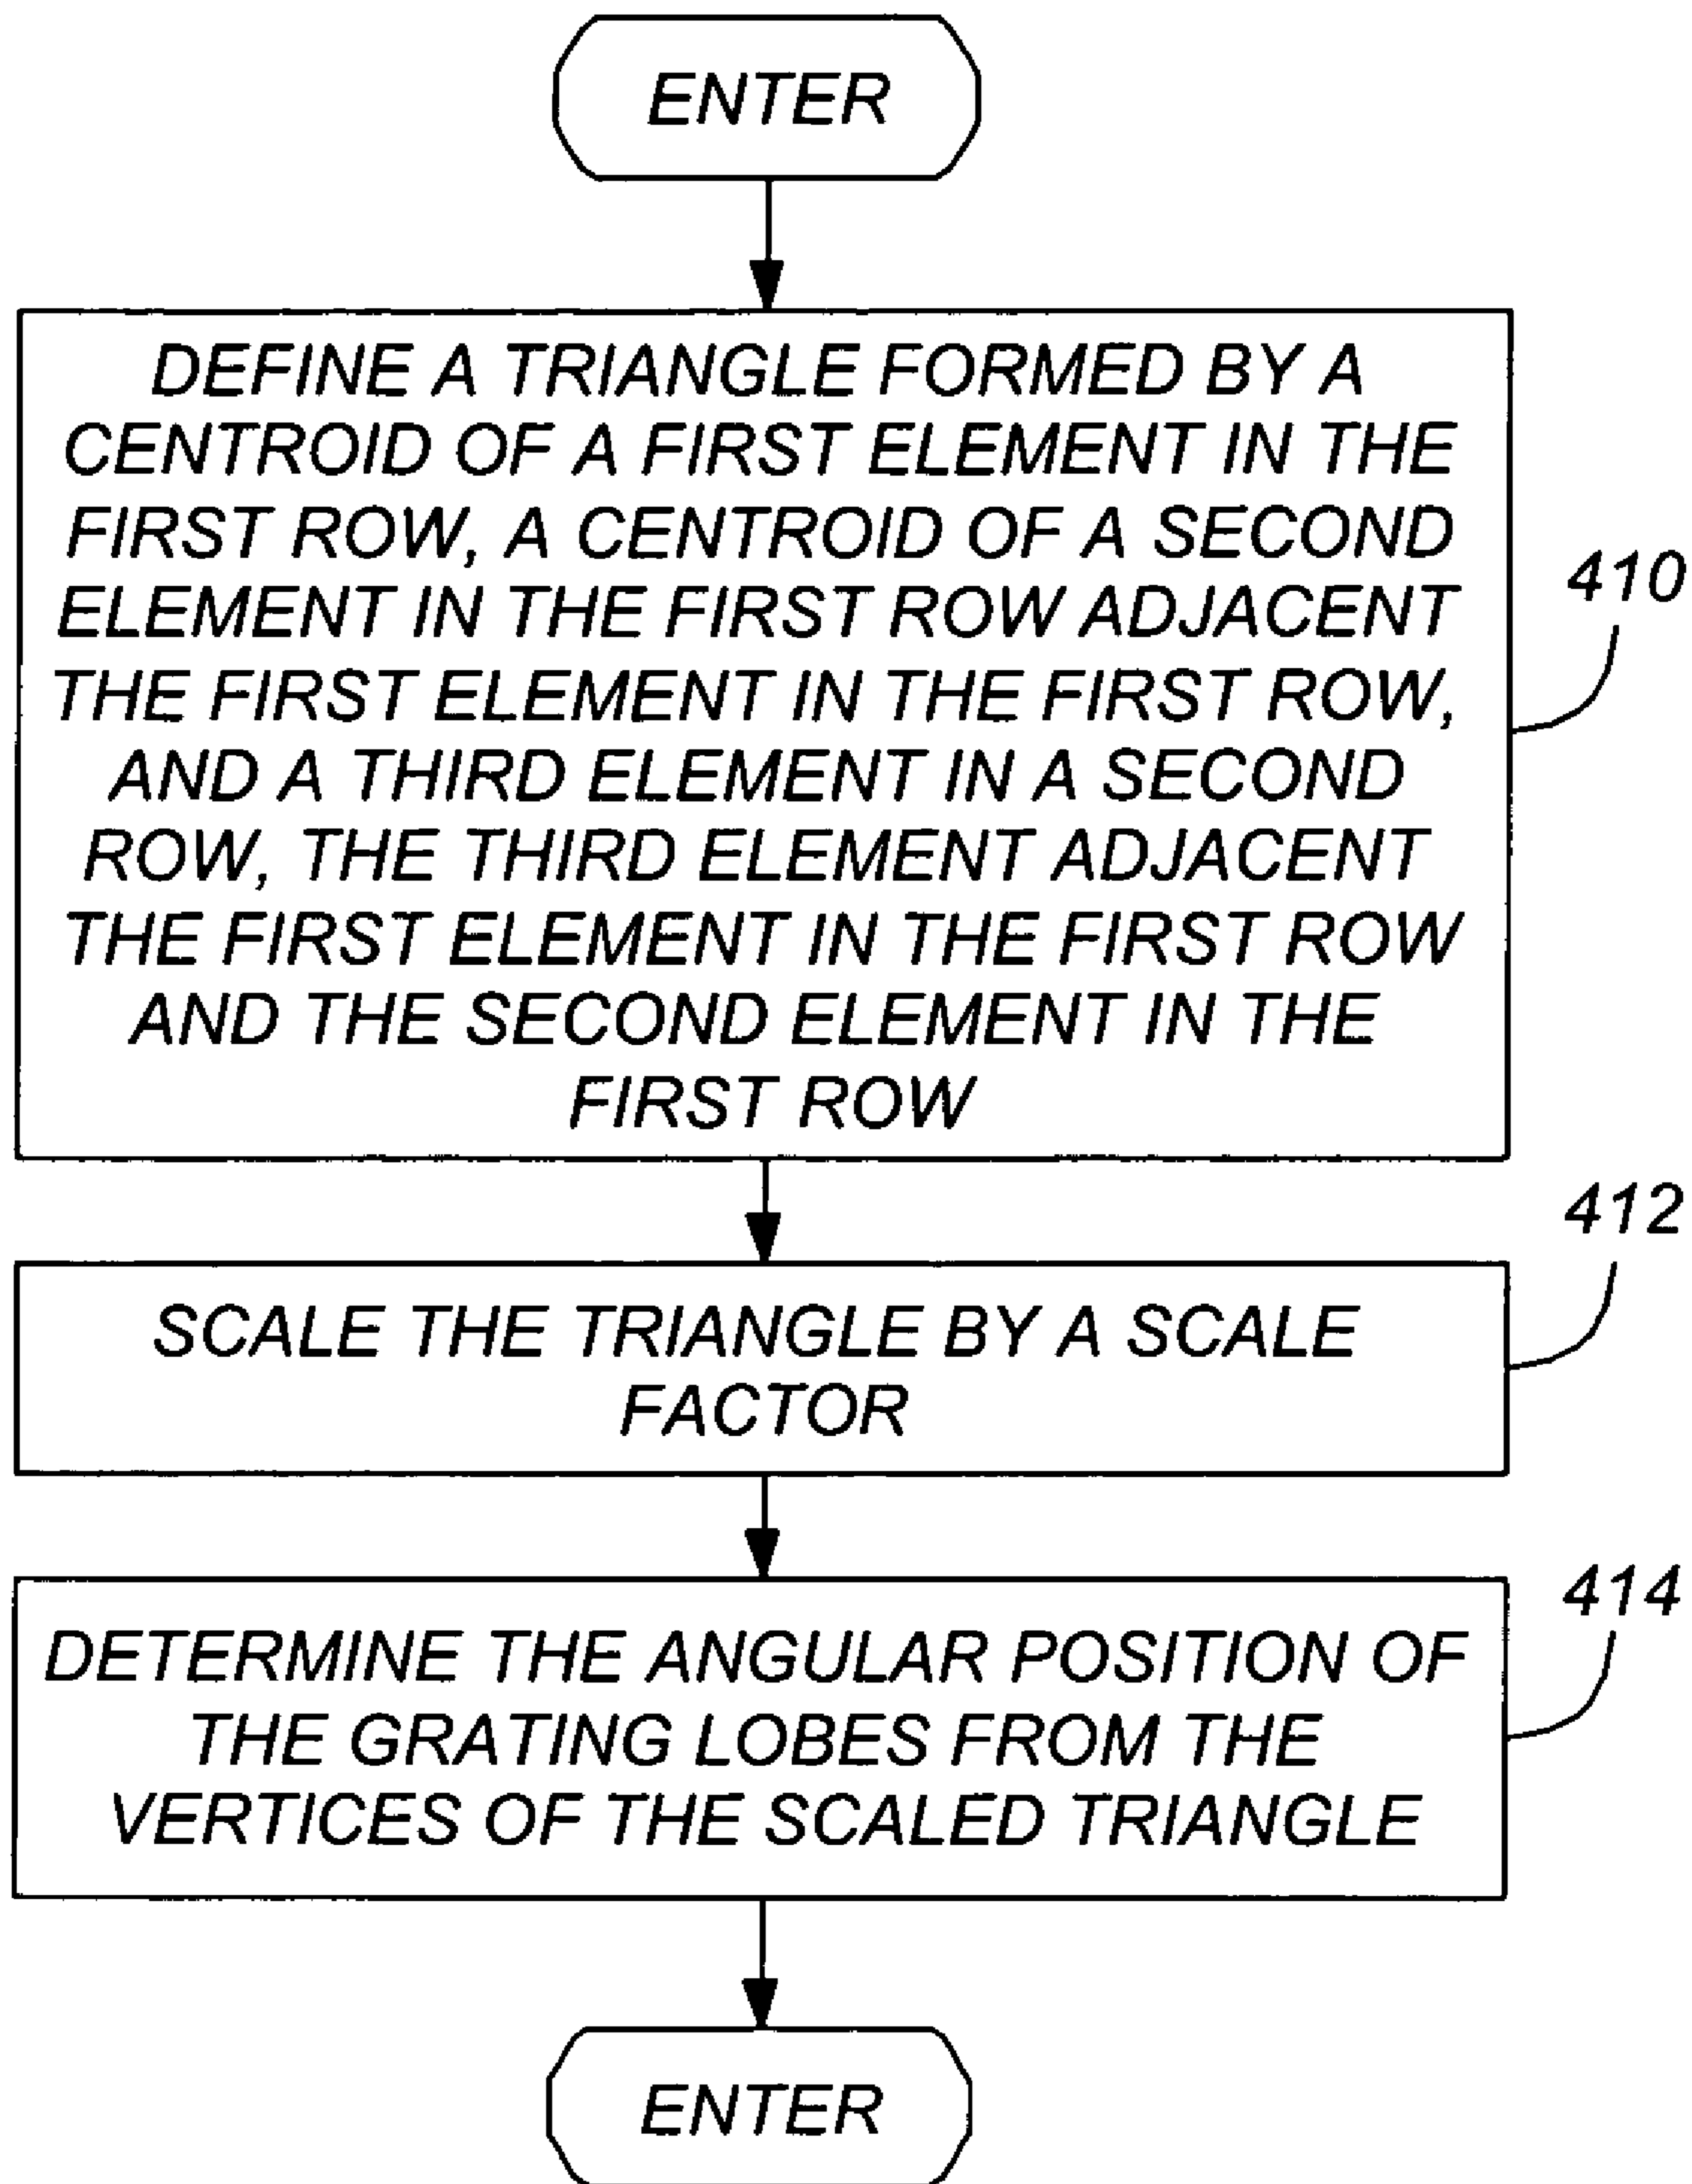 ENTER
DEFINE A TRIANGLE FORMED BY A
CENTROID OF A FIRST ELEMENT IN THE
FIRST ROW, A CENTROID OF A SECOND
ELEMENT IN THE FIRST ROW ADJACENT
THE FIRST ELEMENT IN THE FIRST ROW,
AND A THIRD ELEMENT IN A SECOND
ROW, THE THIRD ELEMENT ADJACENT
THE FIRST ELEMENT IN THE FIRST ROW
AND THE SECOND ELEMENT IN THE
FIRST ROW
410
SCALE THE TRIANGLE BY A SCALE
FACTOR
412
DETERMINE THE ANGULAR POSITION OF
THE GRATING LOBES FROM THE
VERTICES OF THE SCALED TRIANGLE
414
ENTER